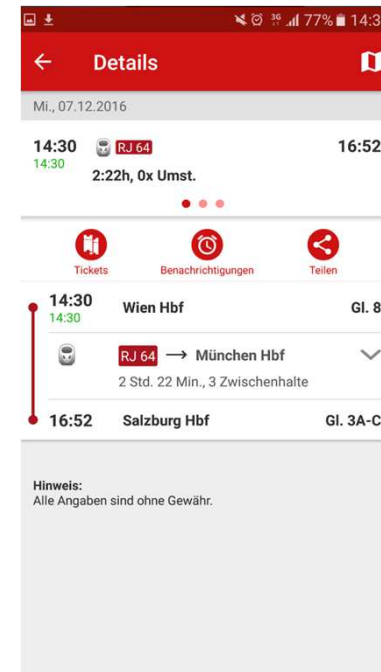 3G 77% 14:3
Details
Mi., 07.12.2016
14:30 RJ 64 16:52
14:30
2:22h, 0x Umst.
Tickets Benachrichtigungen Teilen
14:30 Wien Hbf Gl. 8
14:30
RJ 64 → München Hbf
2 Std. 22 Min., 3 Zwischenhalte
16:52 Salzburg Hbf Gl. 3A-C
Hinweis:
Alle Angaben sind ohne Gewähr.